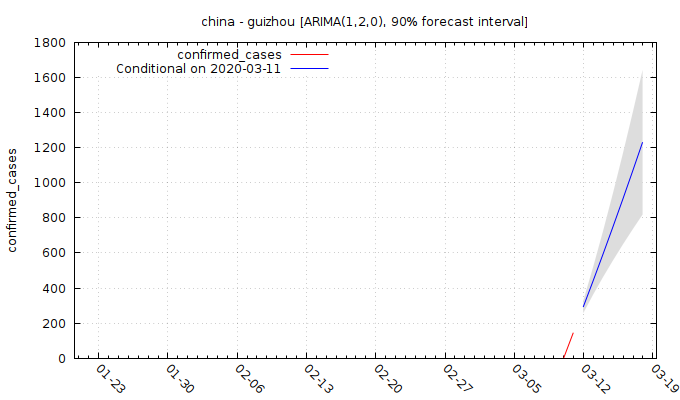 china - guizhou [ARIMA(1,2,0), 90% forecast interval]
confirmed_cases
Conditional on 2020-03-11
confirmed_cases
1800
1600
1400
1200
1000
800
600
400
200
0
01-23 01-30 02-06 02-13 02-20 02-27 03-05 03-12 03-19